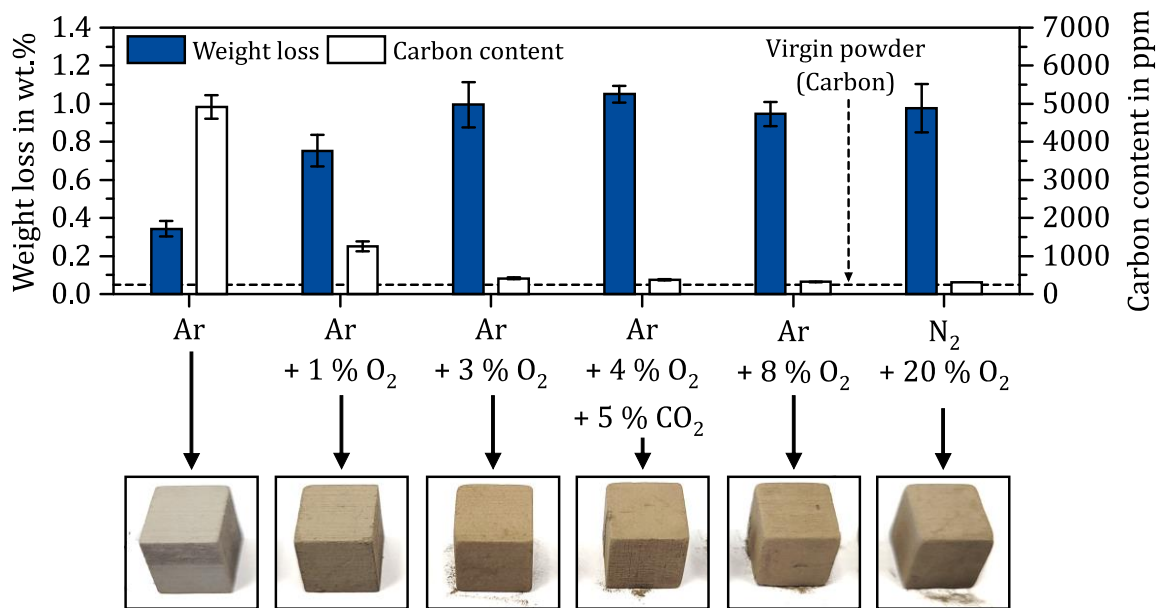 Weight loss in wt.%
1.4
1.2
1.0
0.8
0.6
0.4
0.2
0.0
Weight loss
Carbon content
Virgin powder
(Carbon)
7000
6000
5000
4000
3000
2000
1000
0
Carbon content in ppm
Ar
Ar
+ 1 % O₂
Ar
+ 3 % O₂
Ar
+ 4 % O₂
+ 5 % CO₂
Ar
+ 8 % O₂
N₂
+ 20 % O₂